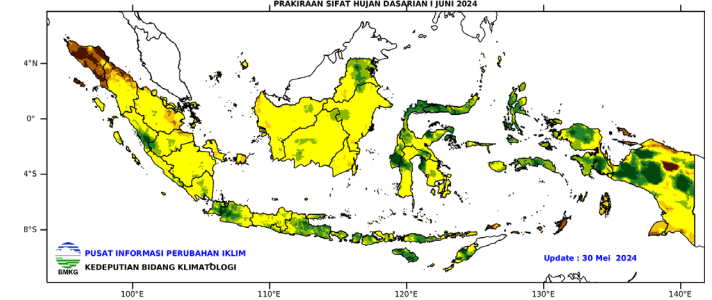 PRAKIRAAN SIFAT HUJAN DASARIAN I JUNI 2024
4°N
0°
4°S
8°S
PUSAT INFORMASI PERUBAHAN IKLIM
KEDEPUTIAN BIDANG KLIMATOLOGI
BMKG
Update : 30 Mei 2024
100°E 110°E 120°E 130°E 140°E